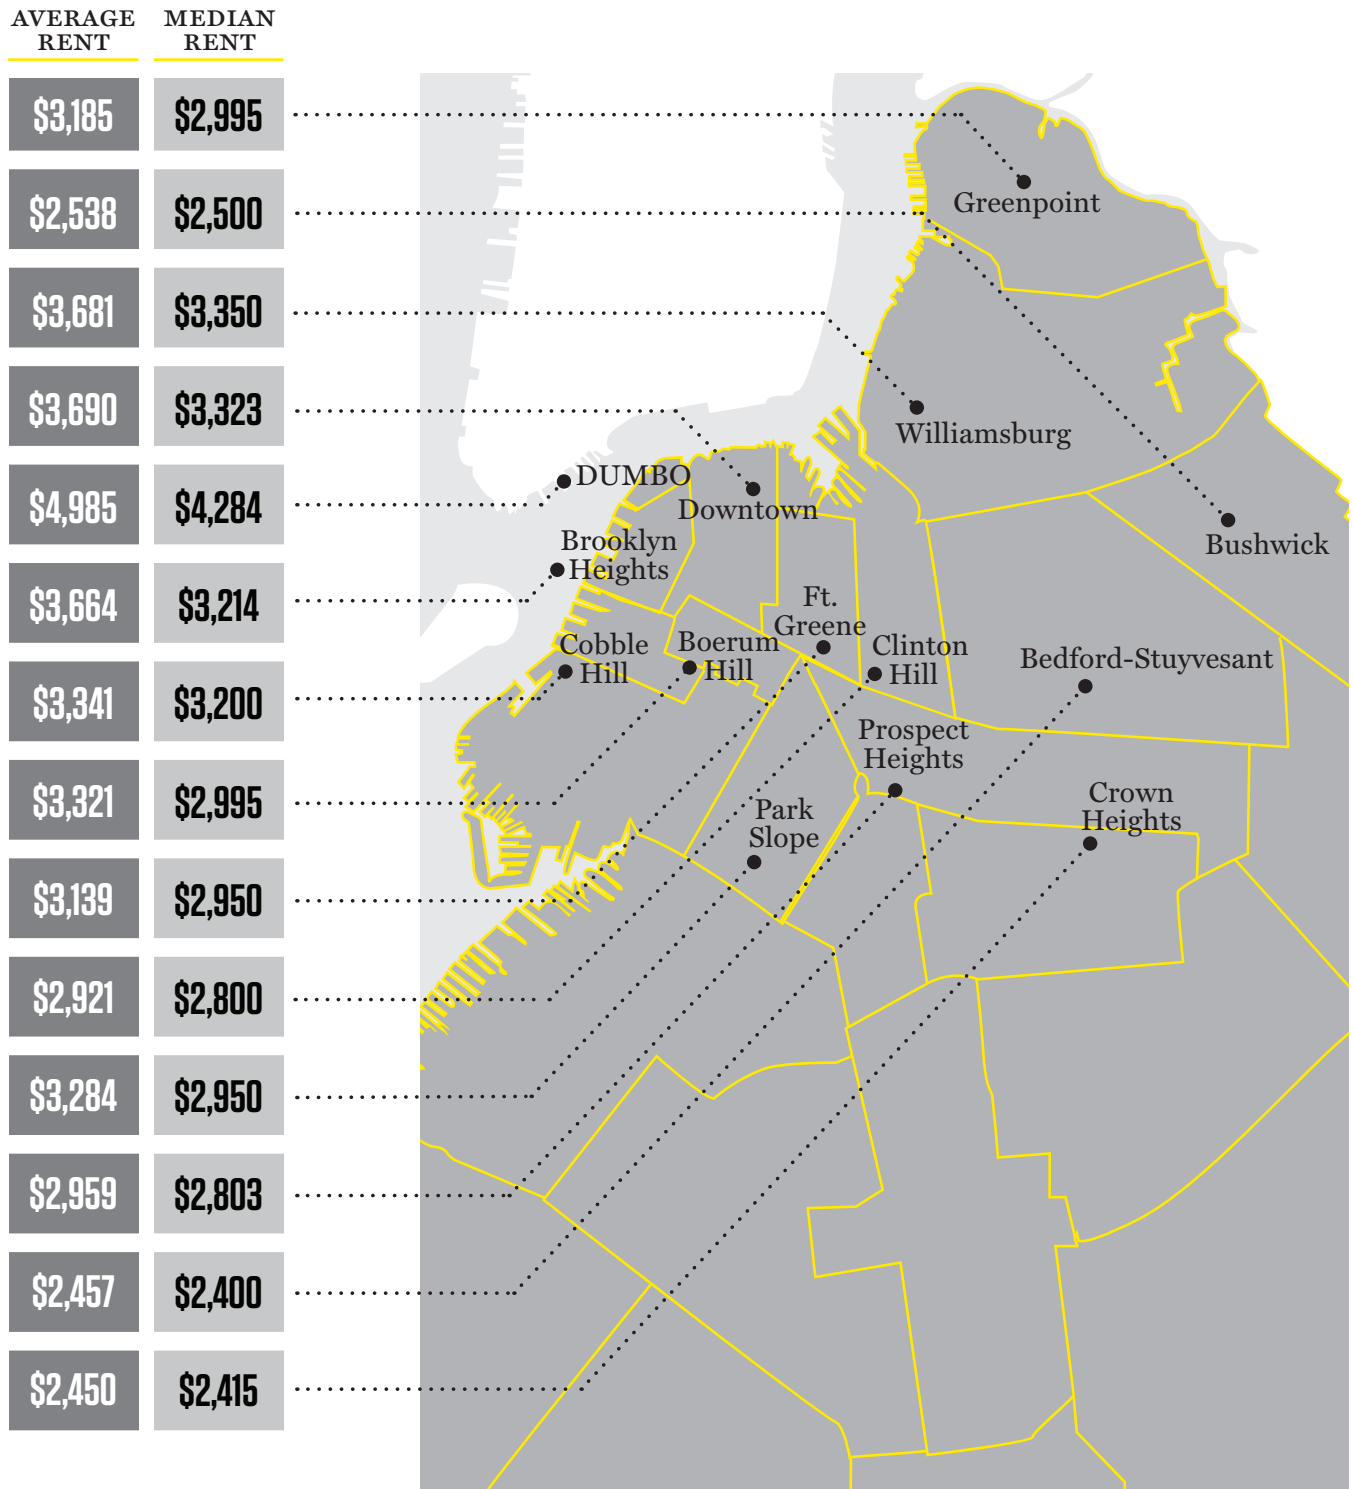 AVERAGE
RENT
MEDIAN
RENT
$3,185 $2,995
$2,538 $2,500
$3,681 $3,350
$3,690 $3,323
$4,985 $4,284
$3,664 $3,214
$3,341 $3,200
$3,321 $2,995
$3,139 $2,950
$2,921 $2,800
$3,284 $2,950
$2,959 $2,803
$2,457 $2,400
$2,450 $2,415
Greenpoint
Williamsburg
DUMBO
Downtown
Bushwick
Brooklyn
Heights
Ft.
Greene
Cobble
Hill
Boerum
Hill
Clinton
Hill
Bedford-Stuyvesant
Prospect
Heights
Park
Slope
Crown
Heights